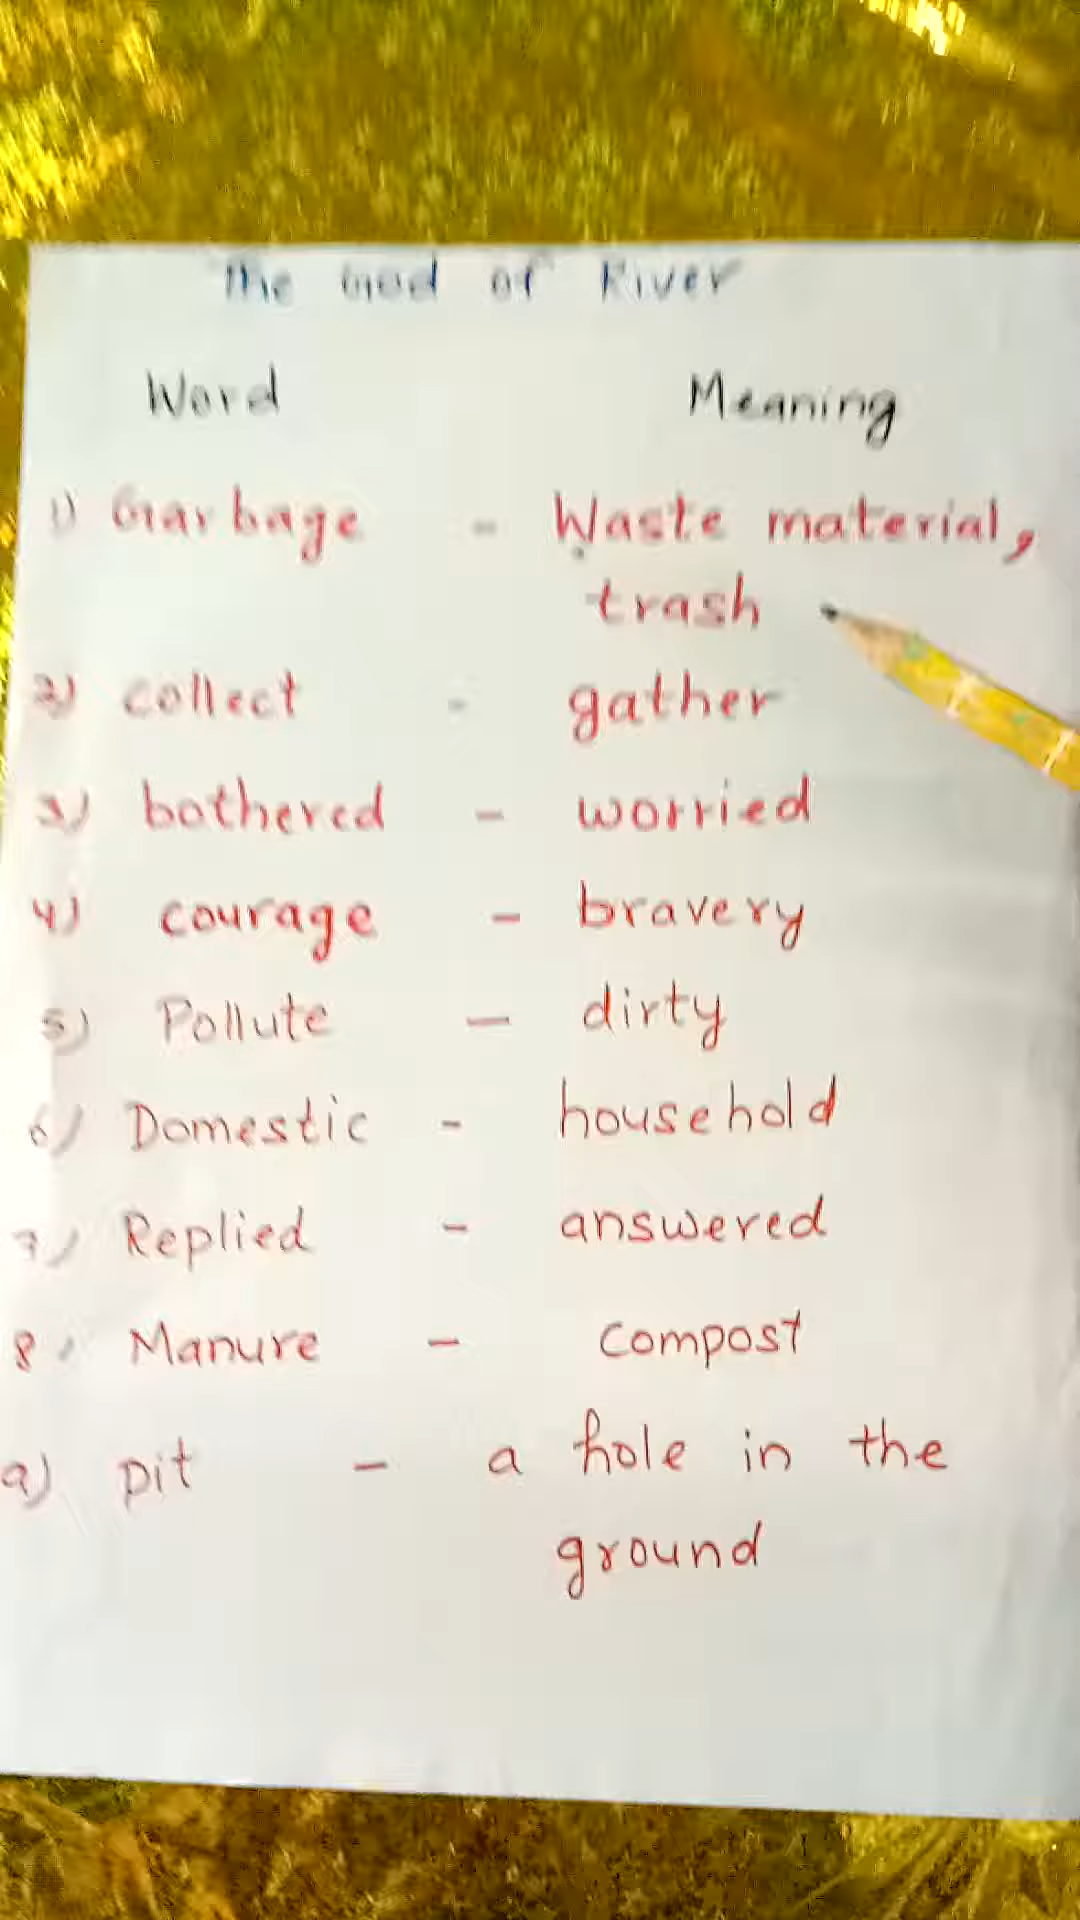 The God of River
Word Meaning
1) Garbage - Waste material,
trash
2) collect - gather
3) bothered - worried
4) courage - bravery
5) Pollute - dirty
6) Domestic - household
7) Replied - answered
8) Manure - compost
9) pit - a hole in the
ground